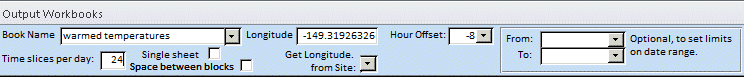 Output Workbooks
Book Name warmed temperatures Longitude -149.31926326 Hour Offset: -8 From: Optional, to set limits on date range.
To:
Time slices per day: 24 Single sheet Get Longitude. from Site:
Space between blocks